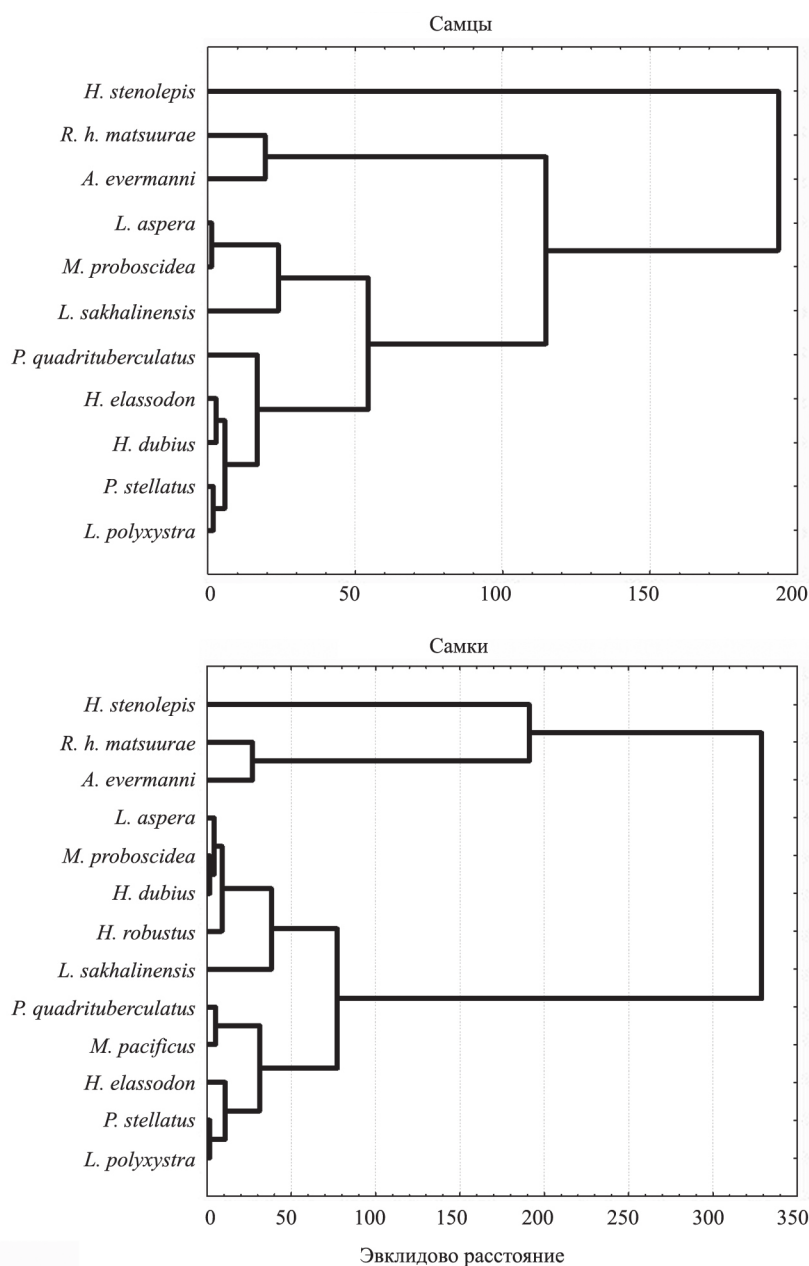 Самцы
H. stenolepis
R. h. matsuurae
A. evermanni
L. aspera
M. proboscidea
L. sakhalinensis
P. quadrituberculatus
H. elassodon
H. dubius
P. stellatus
L. polyxystra
0 50 100 150 200
Самки
H. stenolepis
R. h. matsuurae
A. evermanni
L. aspera
M. proboscidea
H. dubius
H. robustus
L. sakhalinensis
P. quadrituberculatus
M. pacificus
H. elassodon
P. stellatus
L. polyxystra
0 50 100 150 200 250 300 350
Эвклидово расстояние